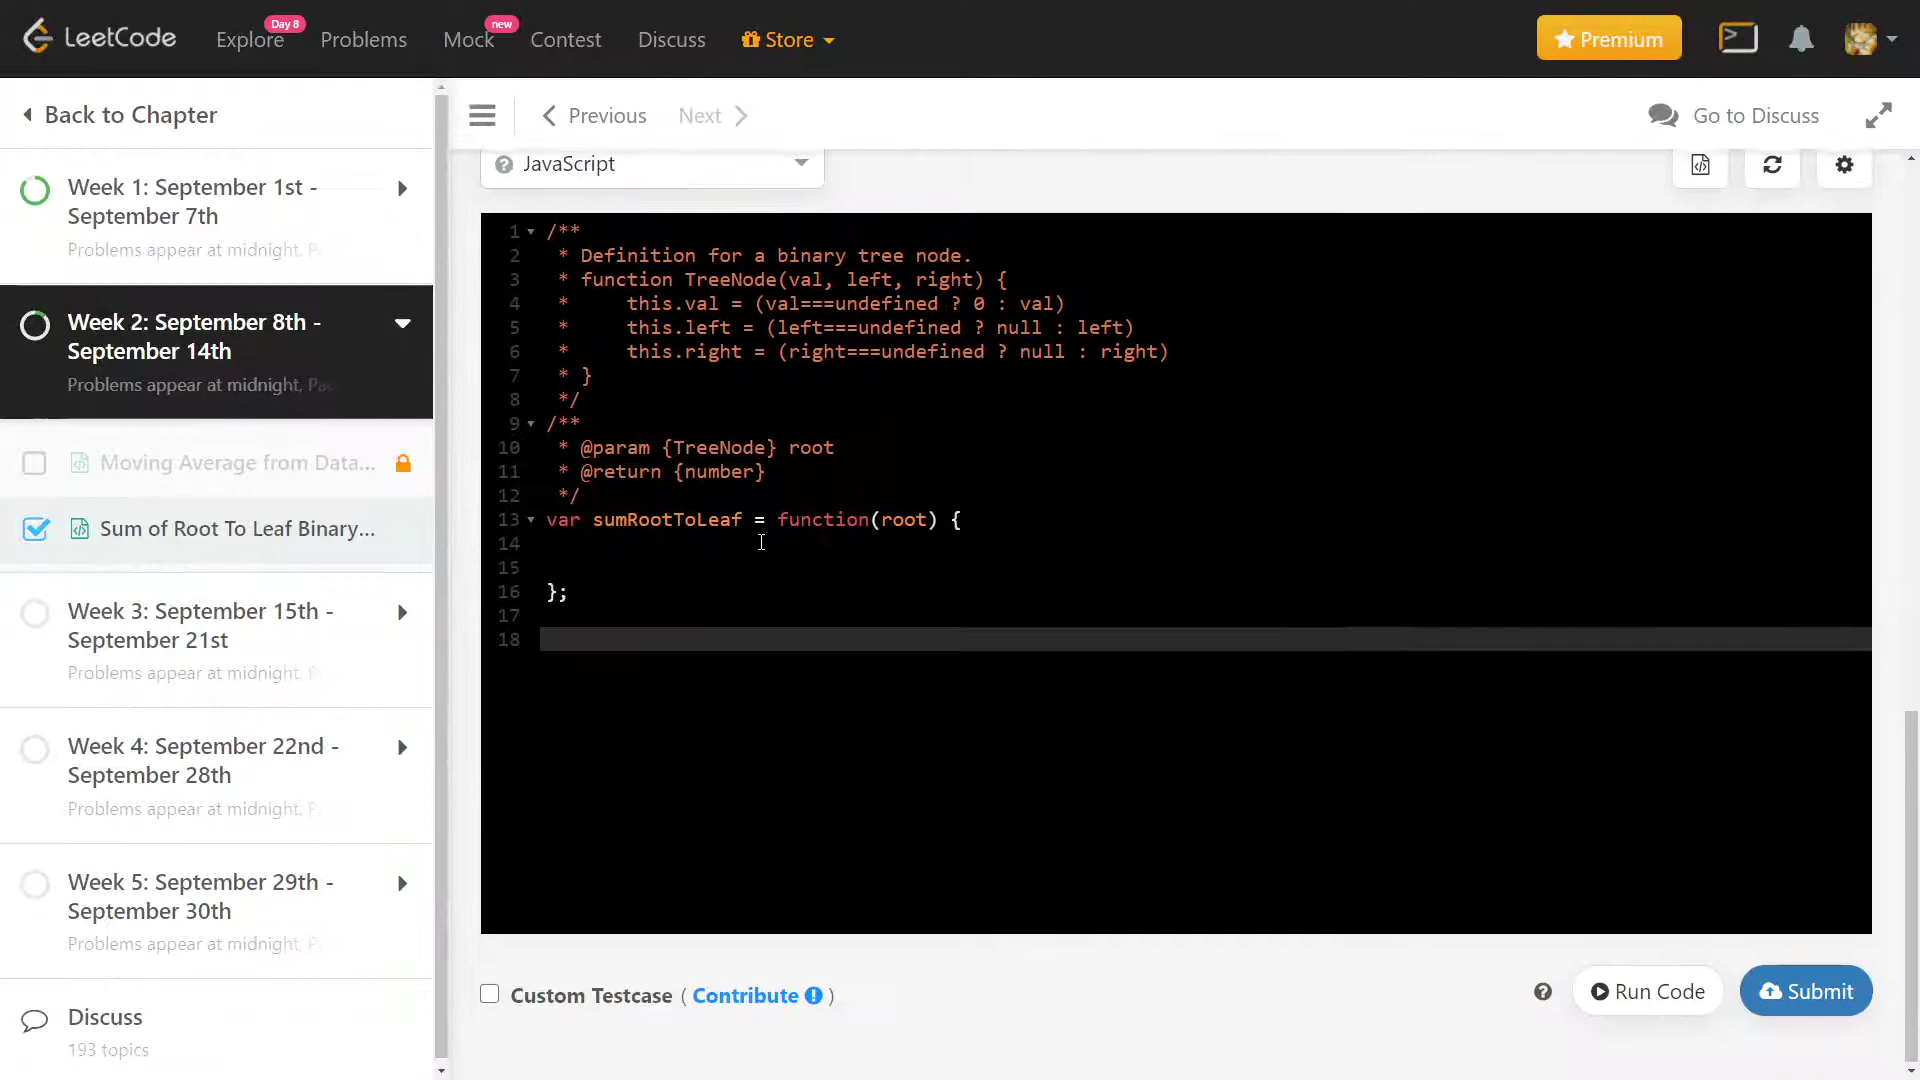 LeetCode
Explore
Day 8
Problems
Mock
new
Contest
Discuss
Store
Premium
Back to Chapter
Week 1: September 1st -
September 7th
Problems appear at midnight,
Week 2: September 8th -
September 14th
Problems appear at midnight,
Moving Average from Data...
Sum of Root To Leaf Binary...
Week 3: September 15th -
September 21st
Problems appear at midnight,
Week 4: September 22nd -
September 28th
Problems appear at midnight,
Week 5: September 29th -
September 30th
Problems appear at midnight,
Discuss
193 topics
Previous
Next
Go to Discuss
JavaScript
1 /**
2  * Definition for a binary tree node.
3  * function TreeNode(val, left, right) {
4  *     this.val = (val===undefined ? 0 : val)
5  *     this.left = (left===undefined ? null : left)
6  *     this.right = (right===undefined ? null : right)
7  * }
8  */
9 /**
10  * @param {TreeNode} root
11  * @return {number}
12  */
13 var sumRootToLeaf = function(root) {
14
15
16 };
17
18
Custom Testcase ( Contribute )
Run Code
Submit